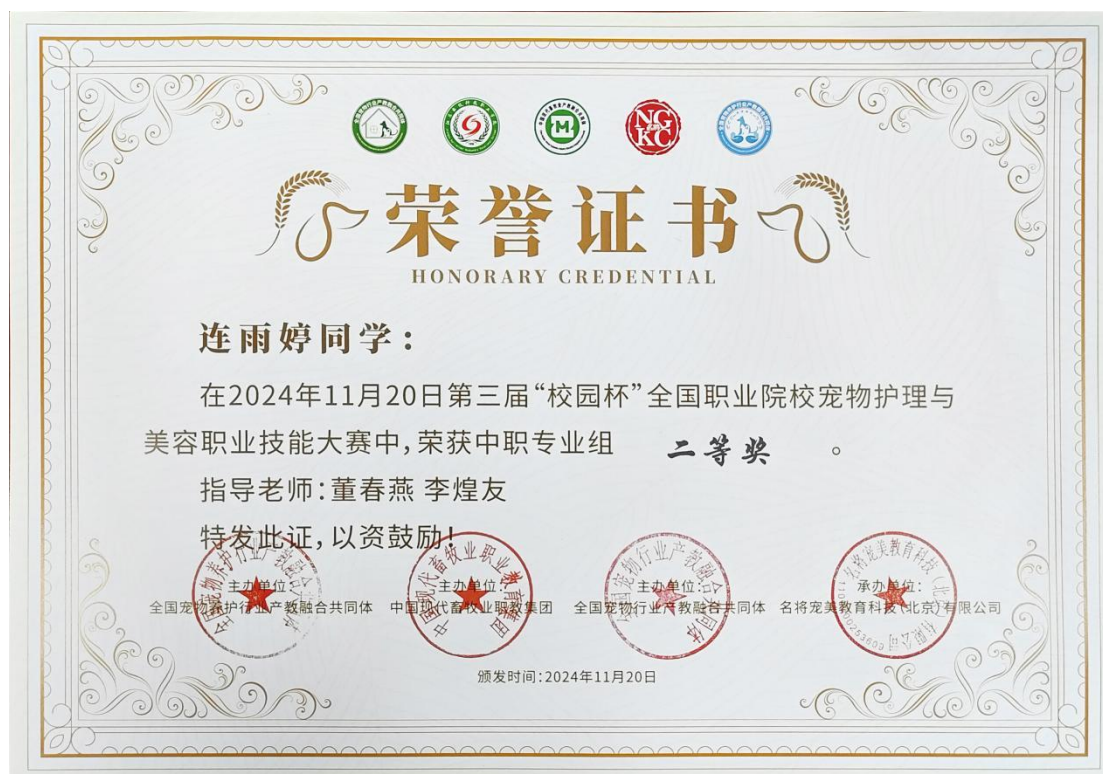 NG
KC
荣誉证书
HONORARY CREDENTIAL
连雨婷同学：
在2024年11月20日第三届“校园杯”全国职业院校宠物护理与
美容职业技能大赛中，荣获中职专业组 二等奖 。
指导老师：董春燕 李煌友
特发此证，以资鼓励！
主办单位： 主办单位： 主办单位： 承办单位：
全国宠物养护行业产教融合共同体 中国现代畜牧业职教集团 全国宠物行业产教融合共同体 名将宠美教育科技（北京）有限公司
颁发时间：2024年11月20日